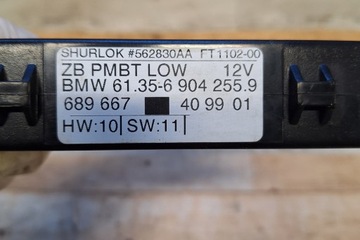 SHURLOK #562830AA FT1102-00
ZB PMBT LOW 12V
BMW 61.35-6 904 255.9
689 667 40 99 01
HW:10| SW:11|